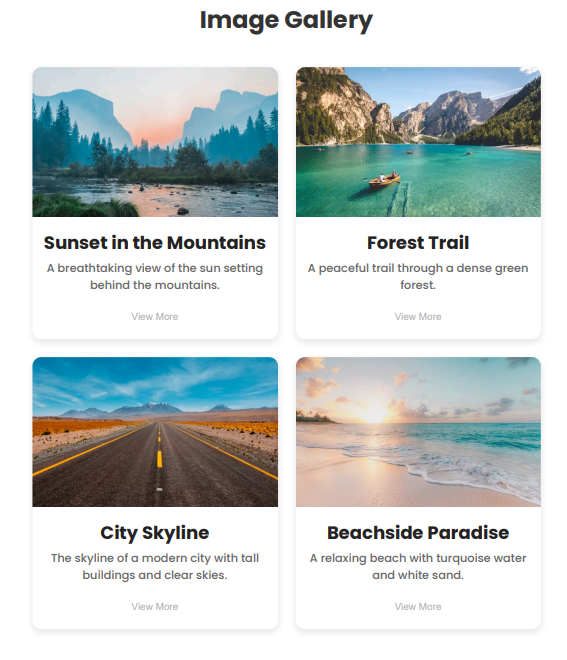 Image Gallery
Sunset in the Mountains
A breathtaking view of the sun setting
behind the mountains.
View More
Forest Trail
A peaceful trail through a dense green
forest.
View More
City Skyline
The skyline of a modern city with tall
buildings and clear skies.
View More
Beachside Paradise
A relaxing beach with turquoise water
and white sand.
View More